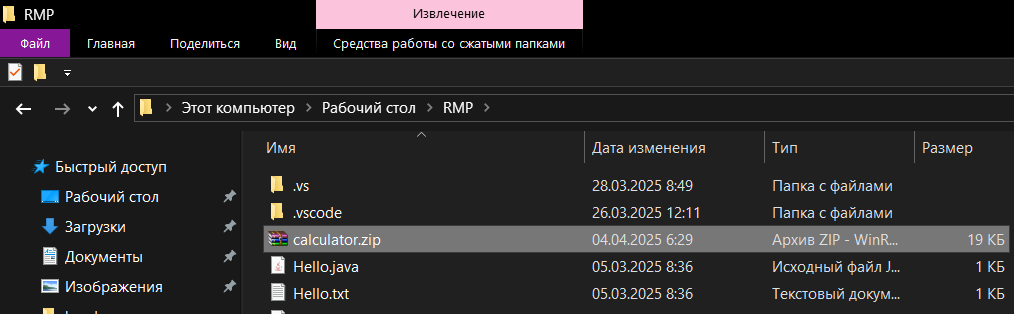 RMP
Извлечение
Файл
Главная
Поделиться
Вид
Средства работы со сжатыми папками
Этот компьютер
Рабочий стол
RMP
Имя
Дата изменения
Тип
Размер
Быстрый доступ
Рабочий стол
Загрузки
Документы
Изображения
.vs 28.03.2025 8:49 Папка с файлами
.vscode 26.03.2025 12:11 Папка с файлами
calculator.zip 04.04.2025 6:29 Архив ZIP - WinR... 19 КБ
Hello.java 05.03.2025 8:36 Исходный файл J... 1 КБ
Hello.txt 05.03.2025 8:36 Текстовый докум... 1 КБ